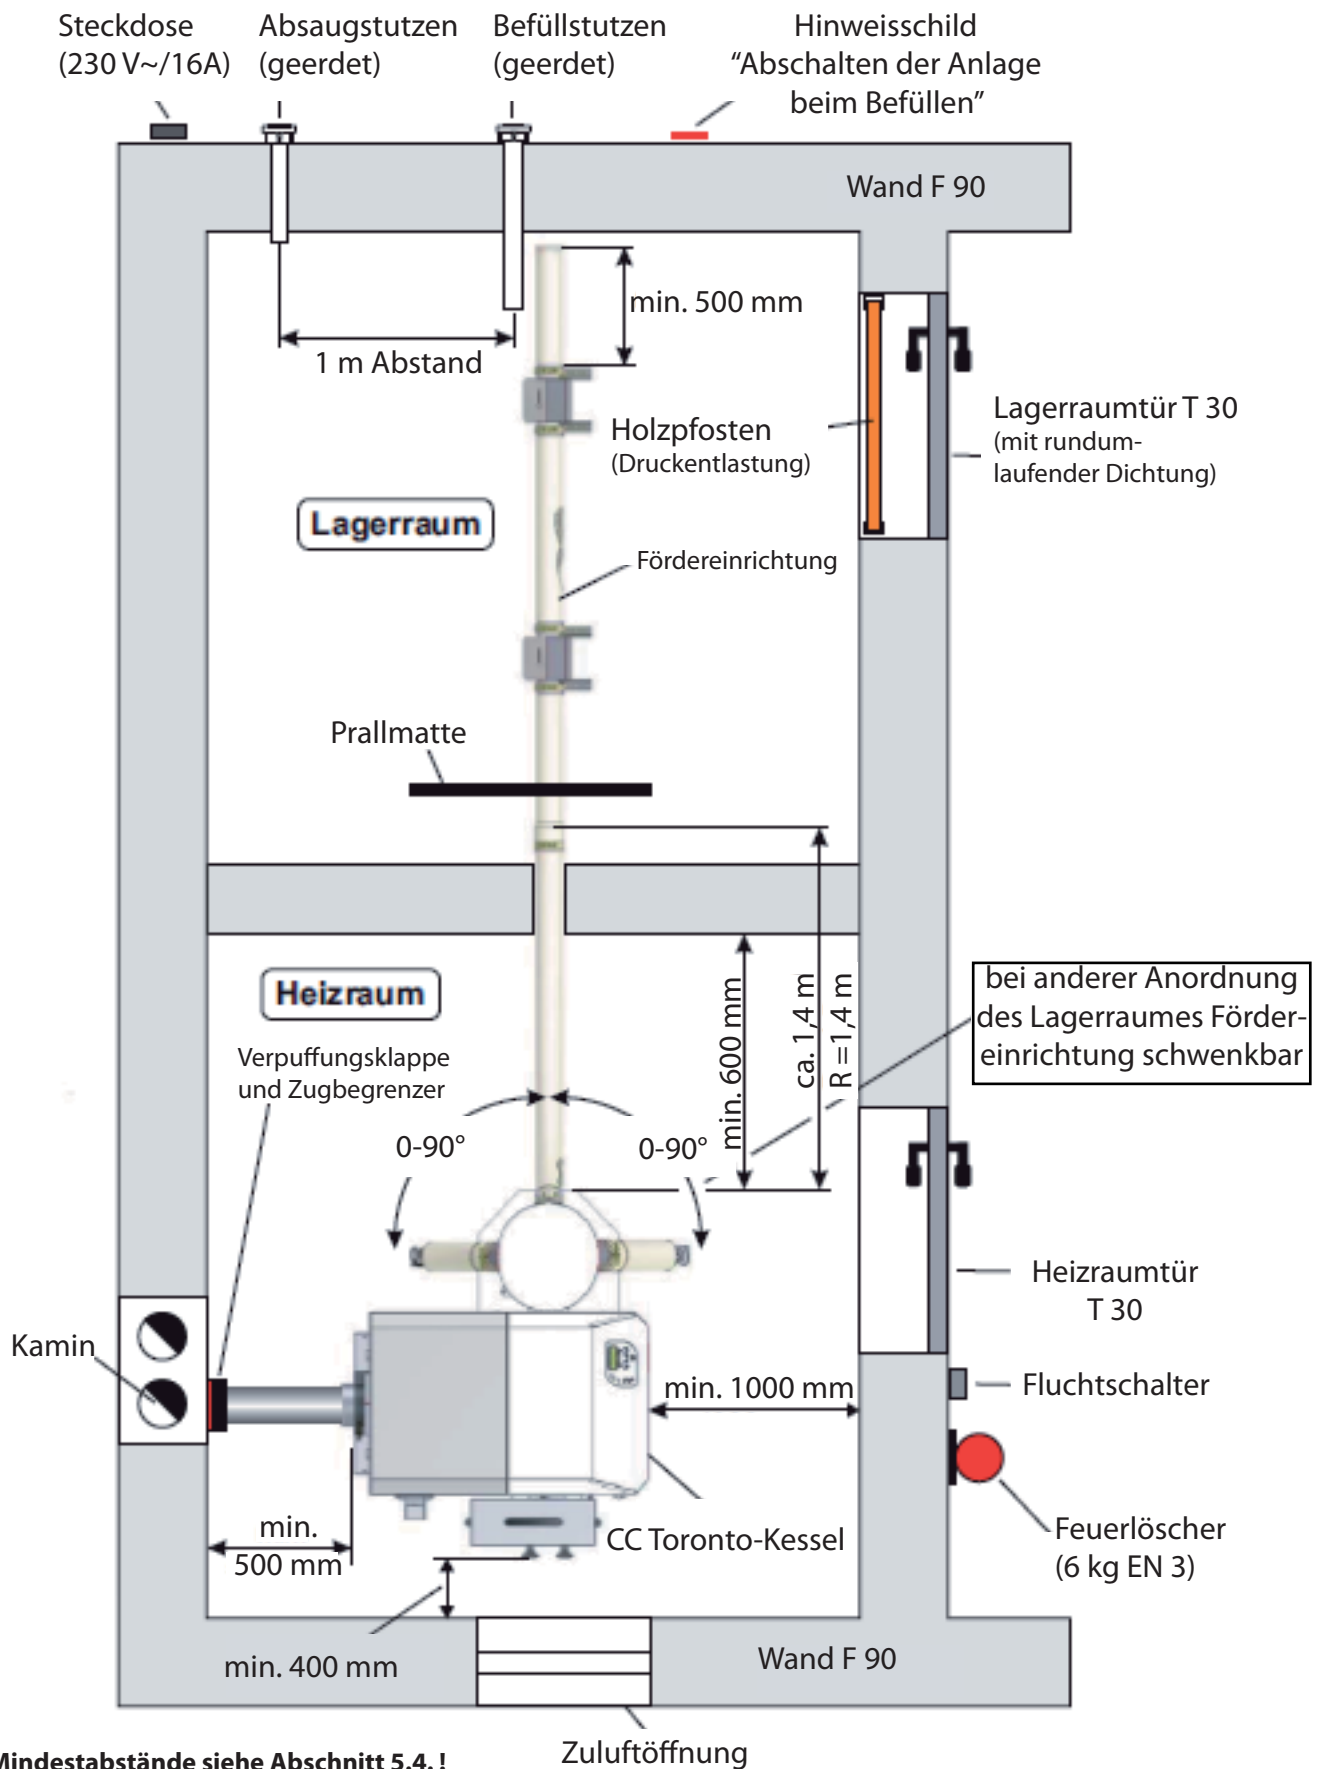 Steckdose
(230 V~/16A)
Absaugstutzen
(geerdet)
Befüllstutzen
(geerdet)
Hinweisschild
“Abschalten der Anlage
beim Befüllen”
Wand F 90
min. 500 mm
1 m Abstand
Holzpfosten
(Druckentlastung)
Lagerraumtür T 30
(mit rundum-
laufender Dichtung)
Lagerraum
Fördereinrichtung
Prallmatte
Heizraum
Verpuffungsklappe
und Zugbegrenzer
min. 600 mm
ca. 1,4 m
R =1,4 m
bei anderer Anordnung
des Lagerraumes Förder-
einrichtung schwenkbar
0-90°
0-90°
Heizraumtür
T 30
Kamin
min. 1000 mm
Fluchtschalter
min.
500 mm
CC Toronto-Kessel
Feuerlöscher
(6 kg EN 3)
min. 400 mm
Wand F 90
Zuluftöffnung
Mindestabstände siehe Abschnitt 5.4. !